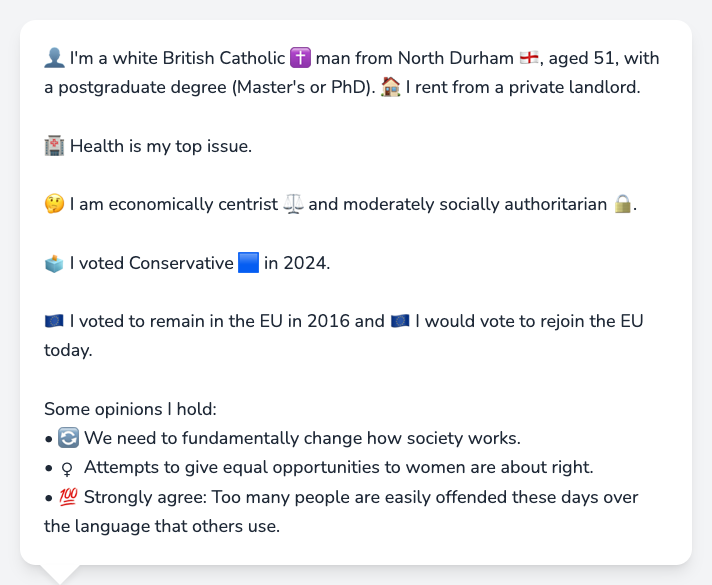 👤 I'm a white British Catholic ✝️ man from North Durham 🏴󠁧󠁢󠁥󠁮󠁧󠁿, aged 51, with
a postgraduate degree (Master's or PhD). 🏠 I rent from a private landlord.
🏥 Health is my top issue.
🤔 I am economically centrist ⚖️ and moderately socially authoritarian 🔒.
🗳️ I voted Conservative 🟦 in 2024.
🇪🇺 I voted to remain in the EU in 2016 and 🇪🇺 I would vote to rejoin the EU
today.
Some opinions I hold:
• 🔄 We need to fundamentally change how society works.
• ♀ Attempts to give equal opportunities to women are about right.
• 💯 Strongly agree: Too many people are easily offended these days over
the language that others use.